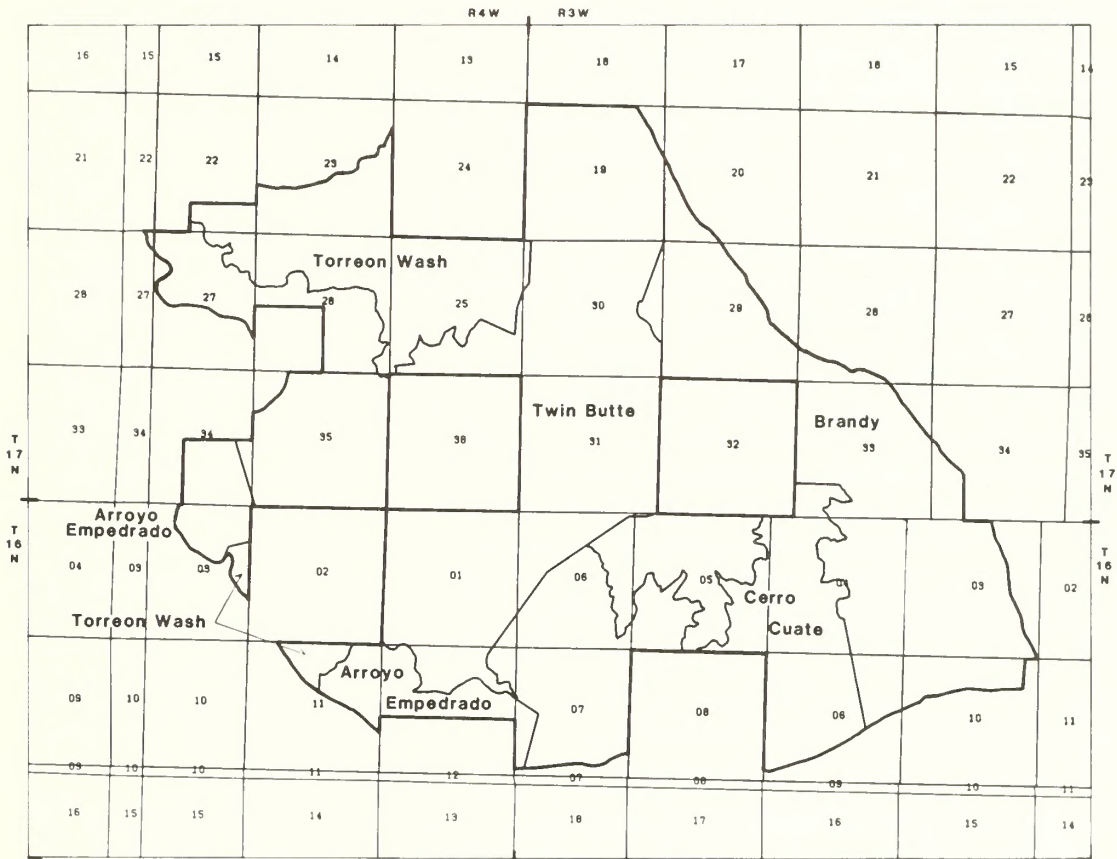 R4W R3W
16 15 15 14 13 18 17 16 15 14
21 22 22 23 24 19 20 21 22 23
Torreon Wash
28 27 27 26 25 30 29 28 27 26
Twin Butte Brandy
33 34 34 35 36 31 32 33 34 35
T
17
N
T
17
N
Arroyo
Empedrado
T
16
N
T
16
N
04 03 03 02 01 06 05 03 02
Cerro
Torreon Wash Cuate
Arroyo
Empedrado
09 10 10 11 07 08 06 10 11
09 10 10 11 12 07 08 09 10 11
16 15 15 14 13 18 17 16 15 14